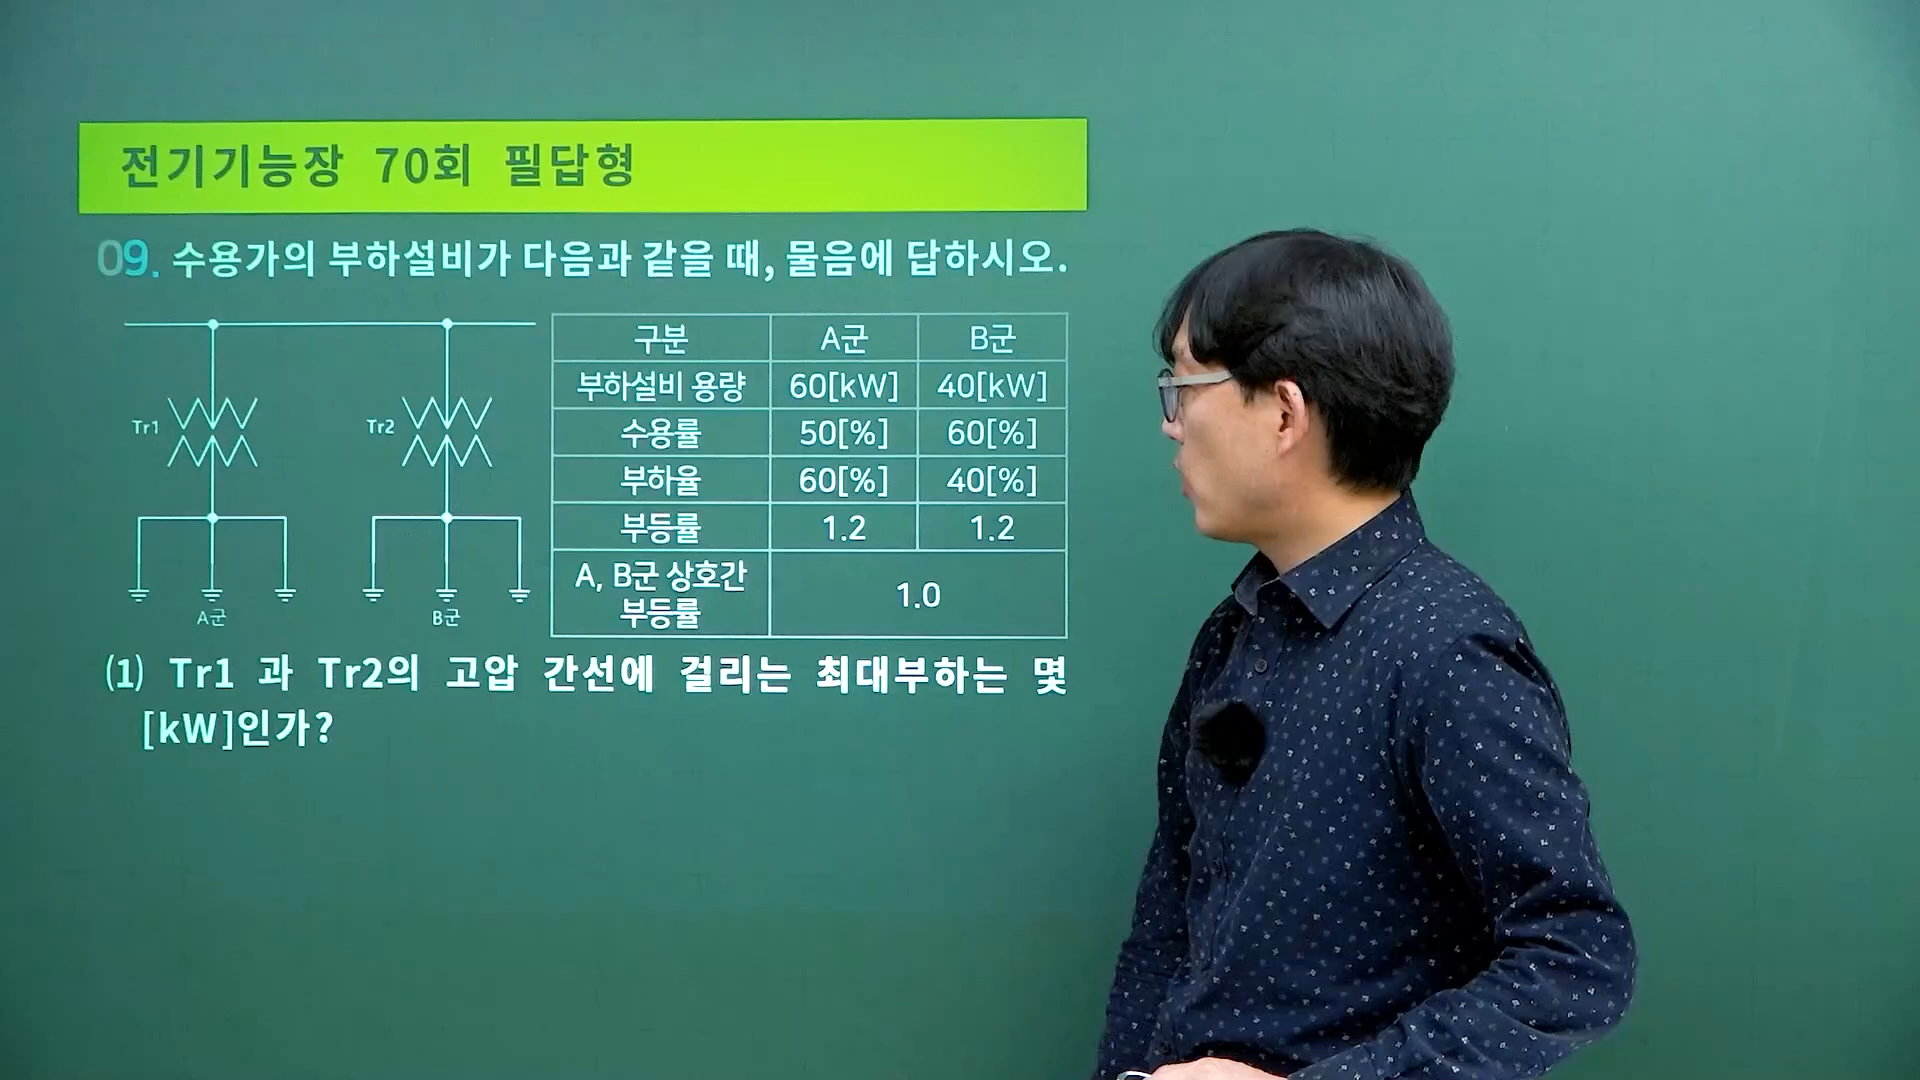 전기기능장 70회 필답형
09. 수용가의 부하설비가 다음과 같을 때, 물음에 답하시오.
Tr1
Tr2
A군
B군
구분 A군 B군
부하설비 용량 60[kW] 40[kW]
수용률 50[%] 60[%]
부하율 60[%] 40[%]
부등률 1.2 1.2
A, B군 상호간
부등률
1.0
(1) Tr1 과 Tr2의 고압 간선에 걸리는 최대부하는 몇
[kW]인가?